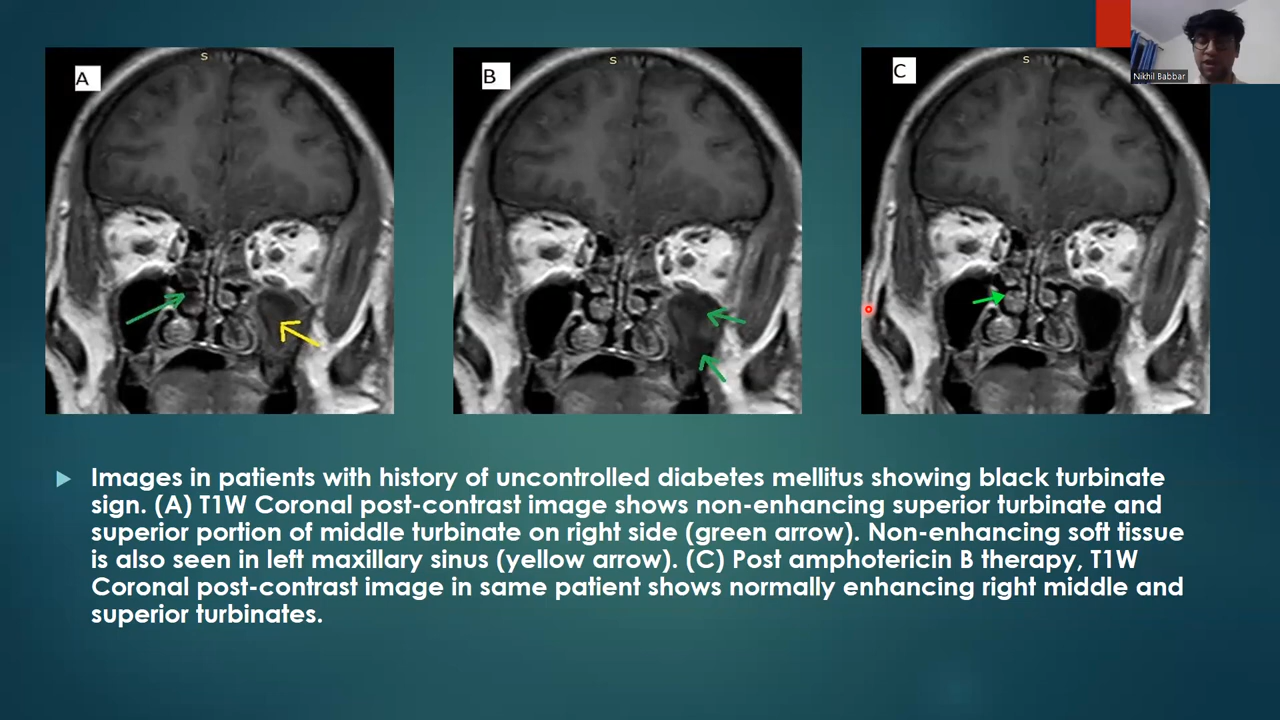 A
S
B
S
C
S
Nikhil Babbar
Images in patients with history of uncontrolled diabetes mellitus showing black turbinate
sign. (A) T1W Coronal post-contrast image shows non-enhancing superior turbinate and
superior portion of middle turbinate on right side (green arrow). Non-enhancing soft tissue
is also seen in left maxillary sinus (yellow arrow). (C) Post amphotericin B therapy, T1W
Coronal post-contrast image in same patient shows normally enhancing right middle and
superior turbinates.